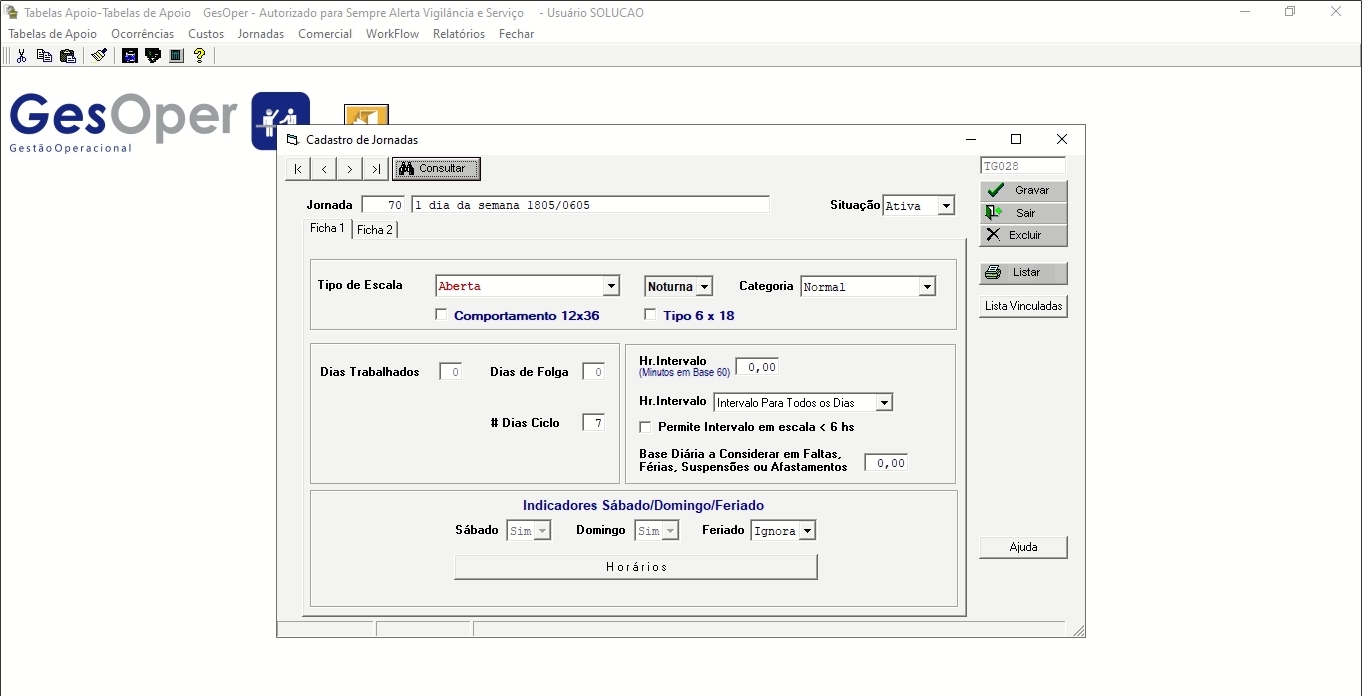 Tabelas Apoio-Tabelas de Apoio GesOper - Autorizado para Sempre Alerta Vigilância e Serviço - Usuário SOLUCAO
Tabelas de Apoio Ocorrências Custos Jornadas Comercial WorkFlow Relatórios Fechar
GesOper
GestãoOperacional
Cadastro de Jornadas
Consultar
TG028
Gravar
Jornada 70 1 dia da semana 1805/0605 Situação Ativa
Sair
Ficha 1 Ficha 2
Excluir
Tipo de Escala Aberta Noturna Categoria Normal
Listar
Comportamento 12x36 Tipo 6 x 18
Lista Vinculadas
Dias Trabalhados 0 Dias de Folga 0
# Dias Ciclo 7
Hr.Intervalo
(Minutos em Base 60) 0,00
Hr.Intervalo Intervalo Para Todos os Dias
Permite Intervalo em escala < 6 hs
Base Diária a Considerar em Faltas,
Férias, Suspensões ou Afastamentos 0,00
Indicadores Sábado/Domingo/Feriado
Sábado Sim Domingo Sim Feriado Ignora
Horários
Ajuda